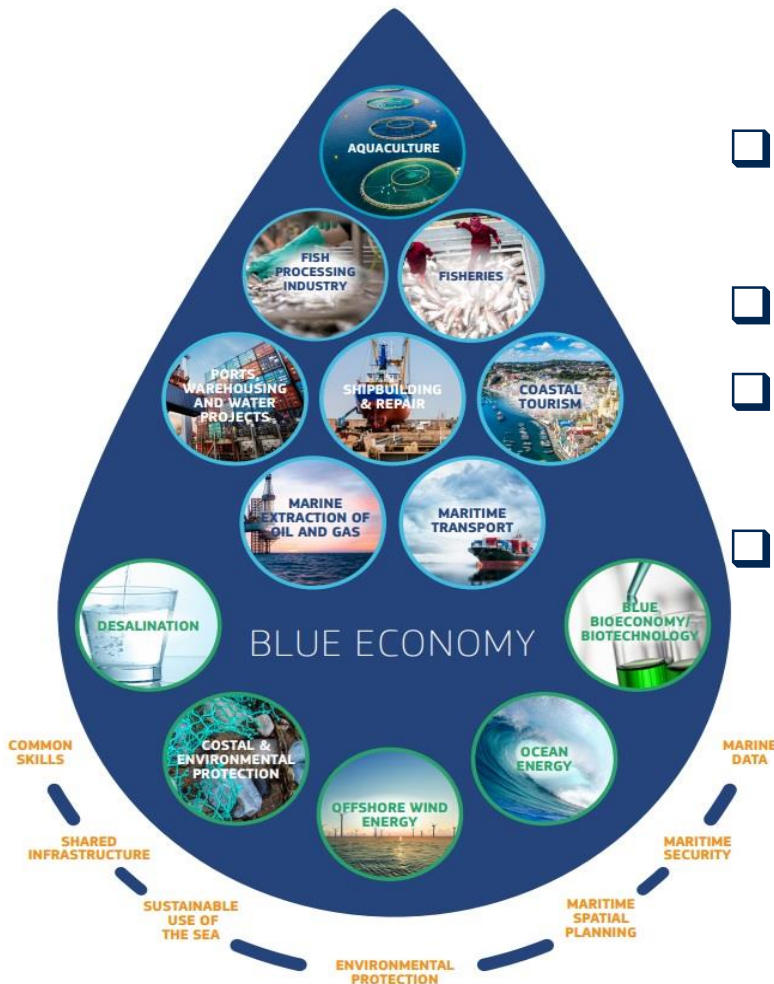 AQUACULTURE
FISH
PROCESSING
INDUSTRY
FISHERIES
PORTS,
WAREHOUSING
AND WATER
PROJECTS
SHIPBUILDING
& REPAIR
COASTAL
TOURISM
MARINE
EXTRACTION OF
OIL AND GAS
MARITIME
TRANSPORT
DESALINATION
BLUE ECONOMY
BLUE
BIOECONOMY/
BIOTECHNOLOGY
COSTAL &
ENVIRONMENTAL
PROTECTION
OFFSHORE WIND
ENERGY
OCEAN
ENERGY
COMMON
SKILLS
SHARED
INFRASTRUCTURE
SUSTAINABLE
USE OF
THE SEA
ENVIRONMENTAL
PROTECTION
MARITIME
SPATIAL
PLANNING
MARITIME
SECURITY
MARINE
DATA